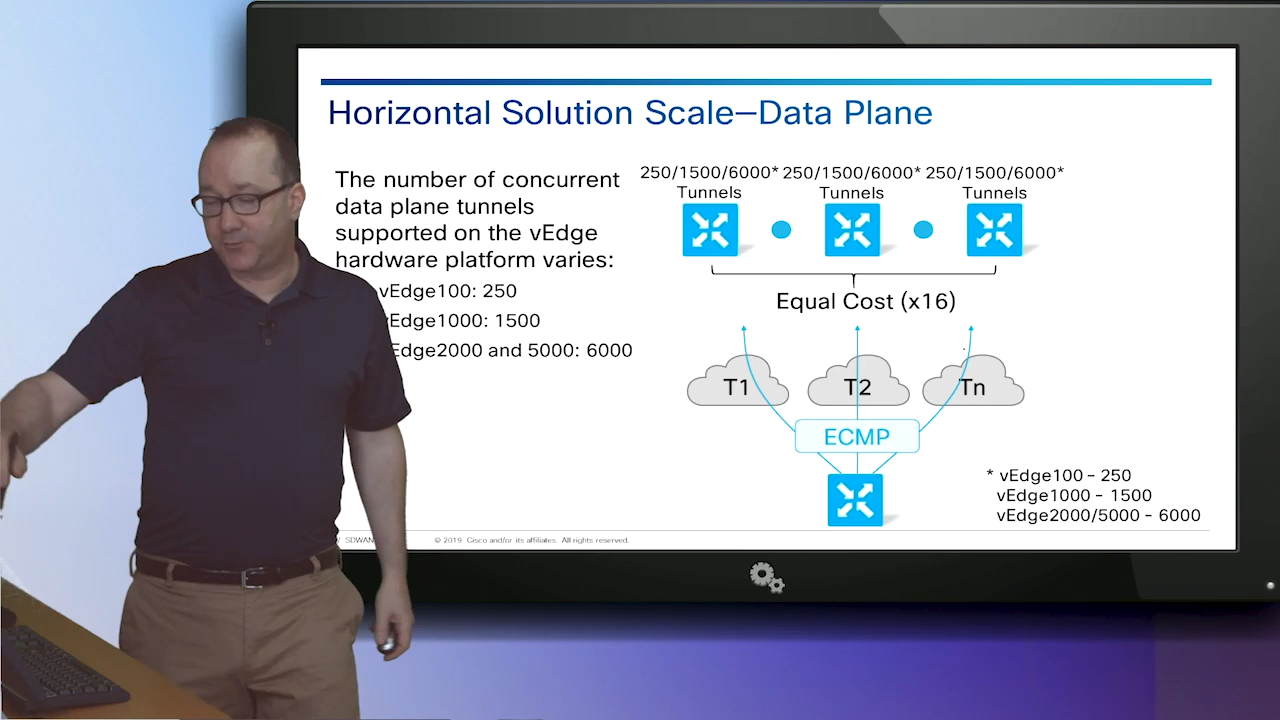 Horizontal Solution Scale—Data Plane
The number of concurrent
data plane tunnels
supported on the vEdge
hardware platform varies:
vEdge100: 250
Edge1000: 1500
Edge2000 and 5000: 6000
250/1500/6000* 250/1500/6000* 250/1500/6000*
Tunnels Tunnels Tunnels
Equal Cost (x16)
T1 T2 Tn
ECMP
* vEdge100 – 250
vEdge1000 – 1500
vEdge2000/5000 – 6000
/ SDWAN © 2019 Cisco and/or its affiliates. All rights reserved.